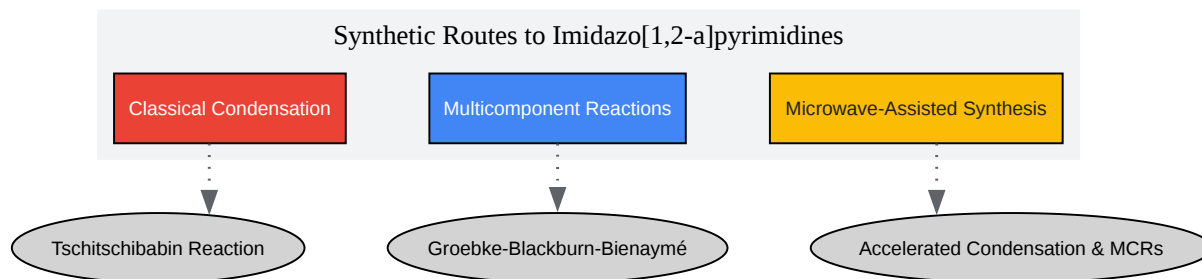 Synthetic Routes to Imidazo[1,2-a]pyrimidines
Classical Condensation
Multicomponent Reactions
Microwave-Assisted Synthesis
Tschitschibabin Reaction
Groebke-Blackburn-Bienaymé
Accelerated Condensation & MCRs